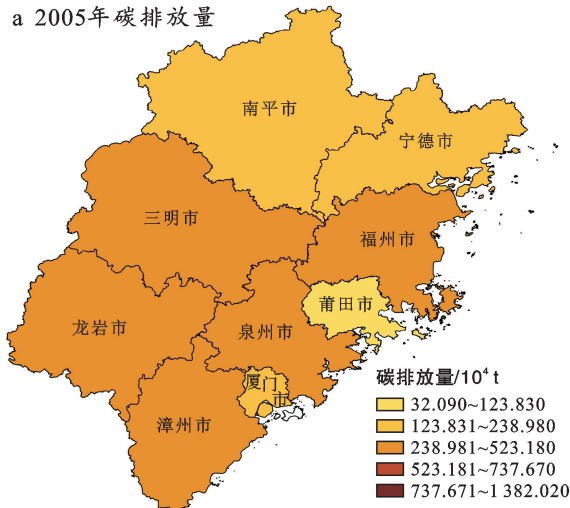 a 2005年碳排放量
南平市
宁德市
三明市
福州市
莆田市
龙岩市
泉州市
厦门市
漳州市
碳排放量/10⁴ t
32.090~123.830
123.831~238.980
238.981~523.180
523.181~737.670
737.671~1 382.020